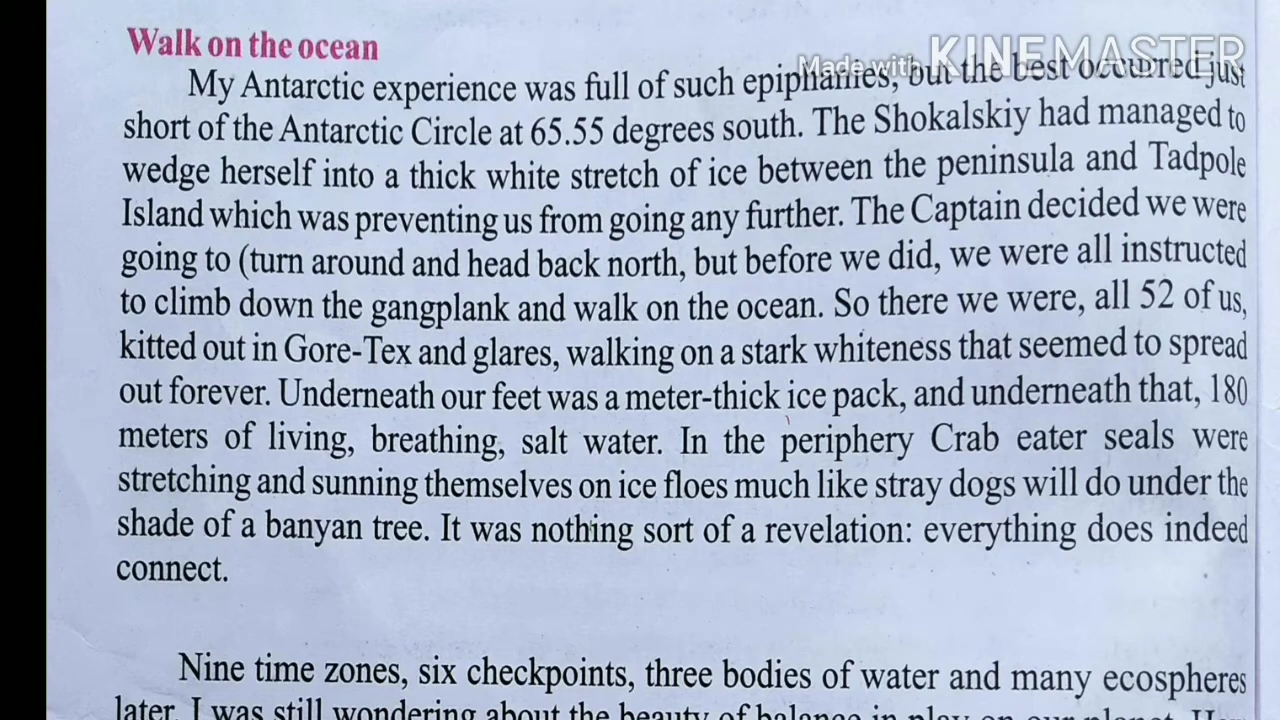 Walk on the ocean
Made with KINEMASTER
My Antarctic experience was full of such epiphanies, but the best occurred just
short of the Antarctic Circle at 65.55 degrees south. The Shokalskiy had managed to
wedge herself into a thick white stretch of ice between the peninsula and Tadpole
Island which was preventing us from going any further. The Captain decided we were
going to (turn around and head back north, but before we did, we were all instructed
to climb down the gangplank and walk on the ocean. So there we were, all 52 of us,
kitted out in Gore-Tex and glares, walking on a stark whiteness that seemed to spread
out forever. Underneath our feet was a meter-thick ice pack, and underneath that, 180
meters of living, breathing, salt water. In the periphery Crab eater seals were
stretching and sunning themselves on ice floes much like stray dogs will do under the
shade of a banyan tree. It was nothing sort of a revelation: everything does indeed
connect.
Nine time zones, six checkpoints, three bodies of water and many ecospheres
later, I was still wondering about the beauty of balance in play on our planet. How